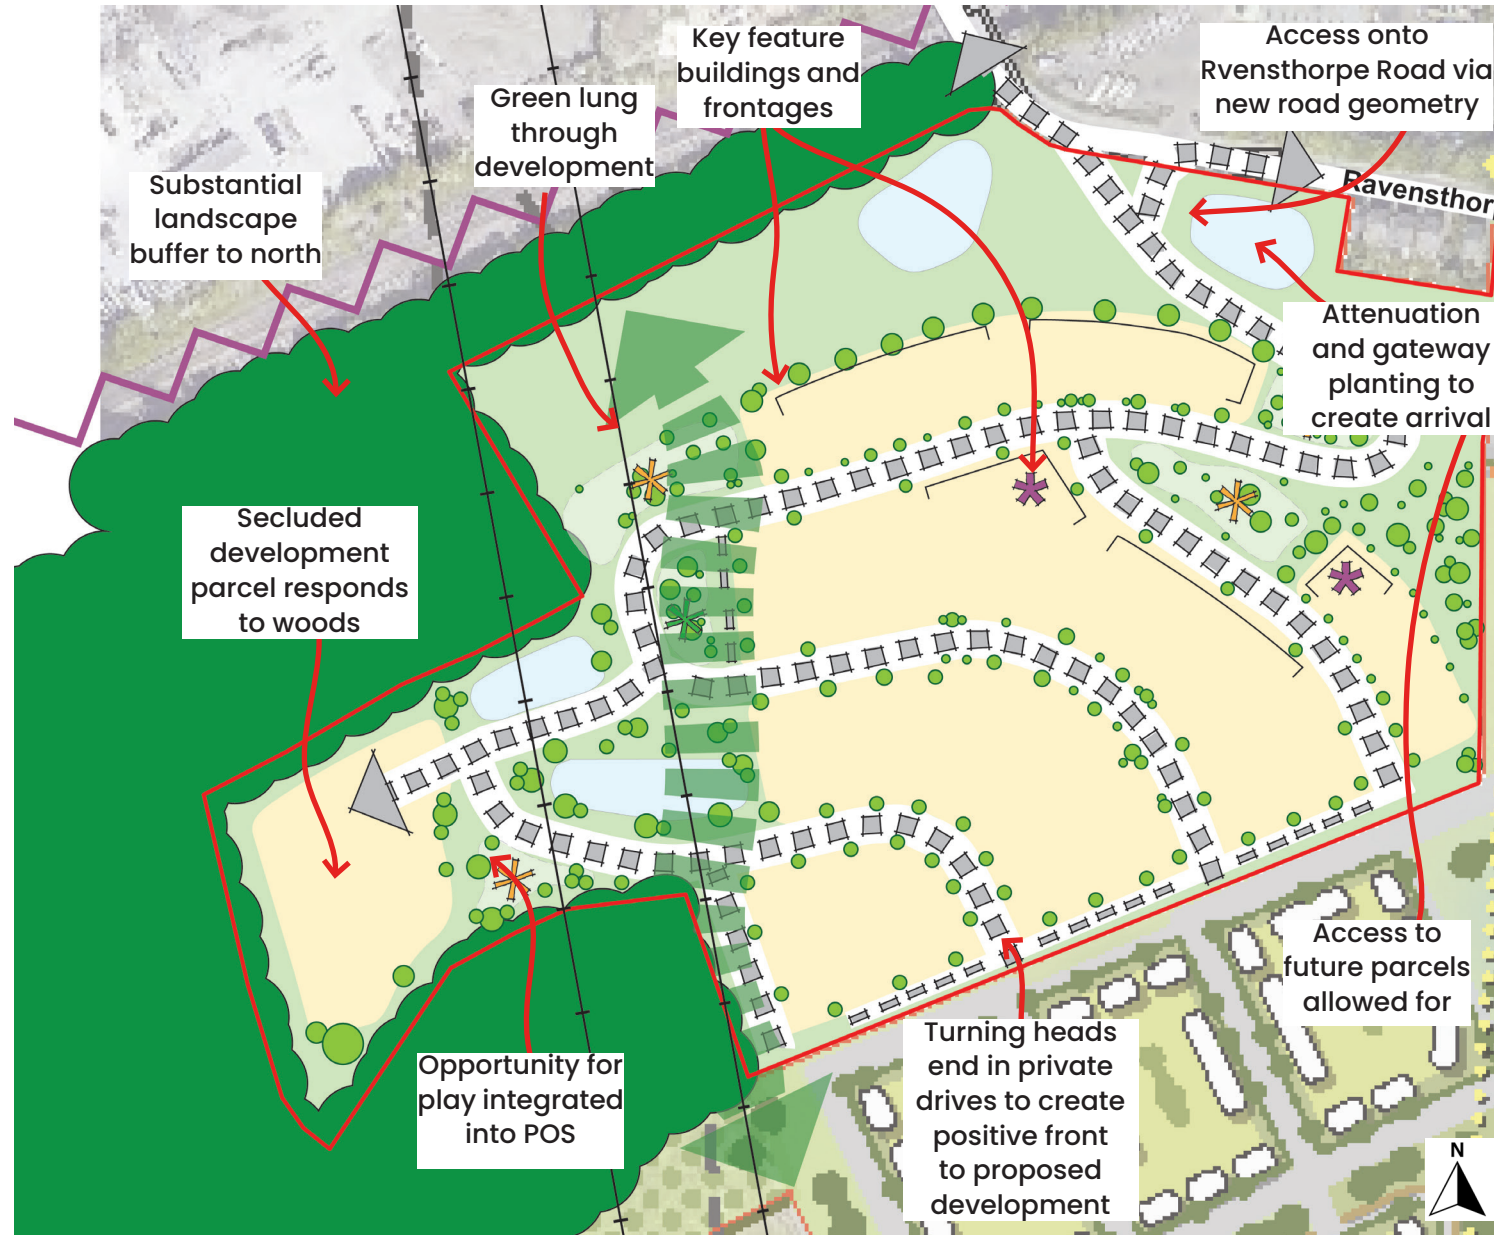 Key feature
buildings and
frontages
Access onto
Rvensthorpe Road via
new road geometry
Green lung
through
development
Substantial
landscape
buffer to north
Ravensthor
Attenuation
and gateway
planting to
create arrival
Secluded
development
parcel responds
to woods
Access to
future parcels
allowed for
Turning heads
end in private
drives to create
positive front
to proposed
development
Opportunity for
play integrated
into POS
N